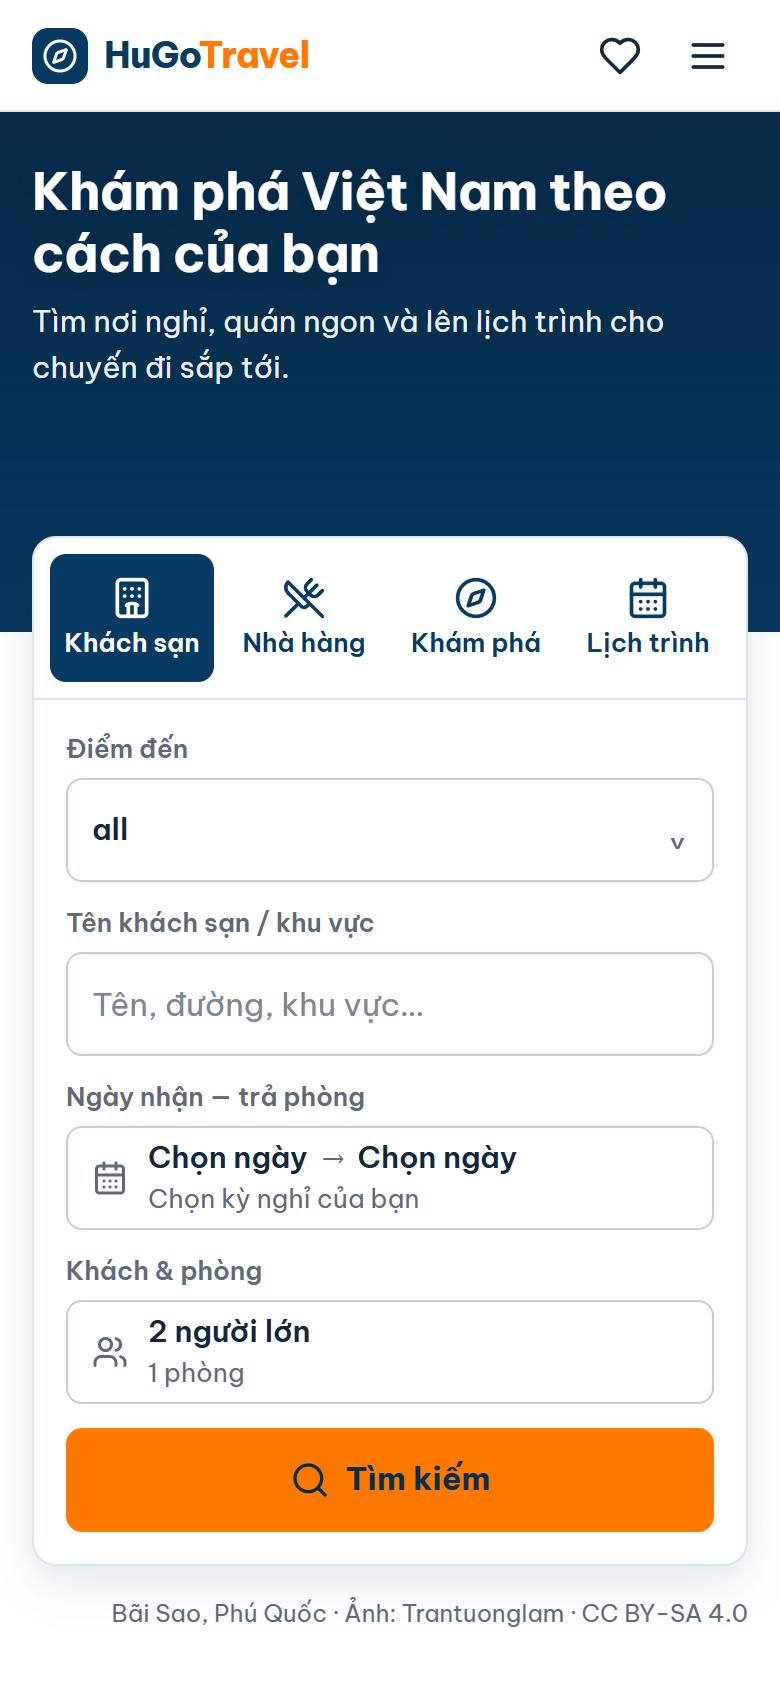 HuGoTravel
Khám phá Việt Nam theo
cách của bạn
Tìm nơi nghỉ, quán ngon và lên lịch trình cho
chuyến đi sắp tới.
Khách sạn Nhà hàng Khám phá Lịch trình
Điểm đến
all
Tên khách sạn / khu vực
Tên, đường, khu vực...
Ngày nhận — trả phòng
Chọn ngày → Chọn ngày
Chọn kỳ nghỉ của bạn
Khách & phòng
2 người lớn
1 phòng
Tìm kiếm
Bãi Sao, Phú Quốc · Ảnh: Trantuonglam · CC BY-SA 4.0